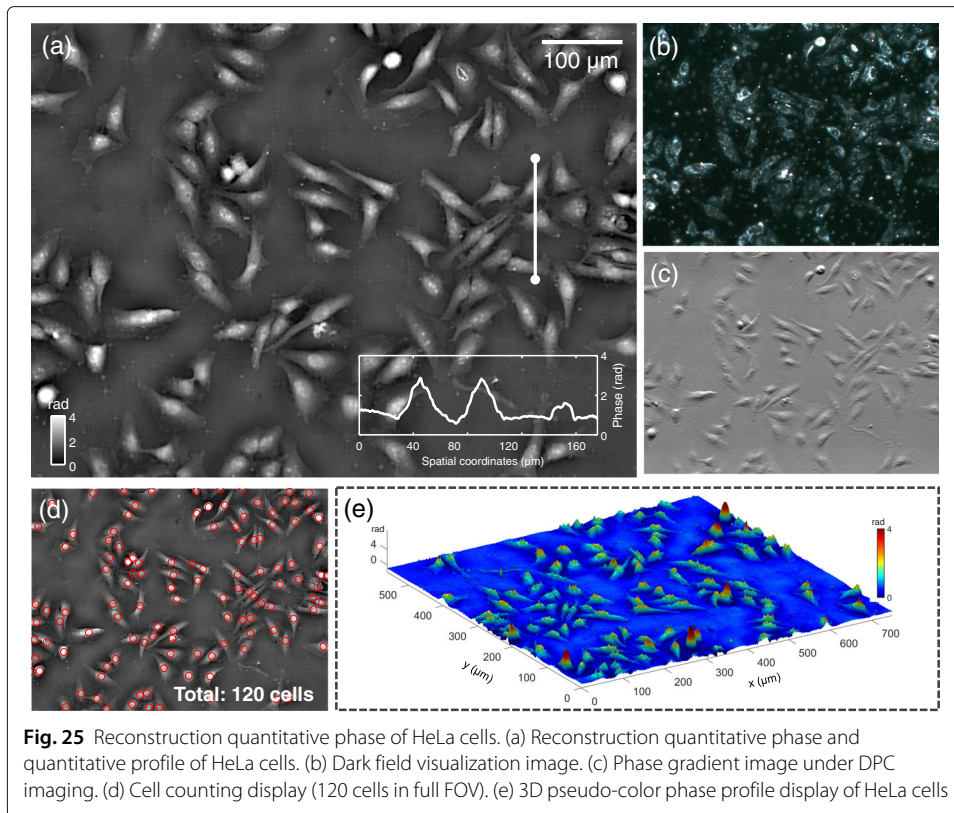 (a)
100 µm
rad
4
2
0
4
2
0
Phase (rad)
0 40 80 120 160
Spatial coordinates (µm)
(b)
(c)
(d)
Total: 120 cells
(e)
rad
4
0
rad
4
0
500
400
300
200
100
0
y (µm)
0
100
200
300
400
500
600
700
x (µm)
Fig. 25 Reconstruction quantitative phase of HeLa cells. (a) Reconstruction quantitative phase and
quantitative profile of HeLa cells. (b) Dark field visualization image. (c) Phase gradient image under DPC
imaging. (d) Cell counting display (120 cells in full FOV). (e) 3D pseudo-color phase profile display of HeLa cells